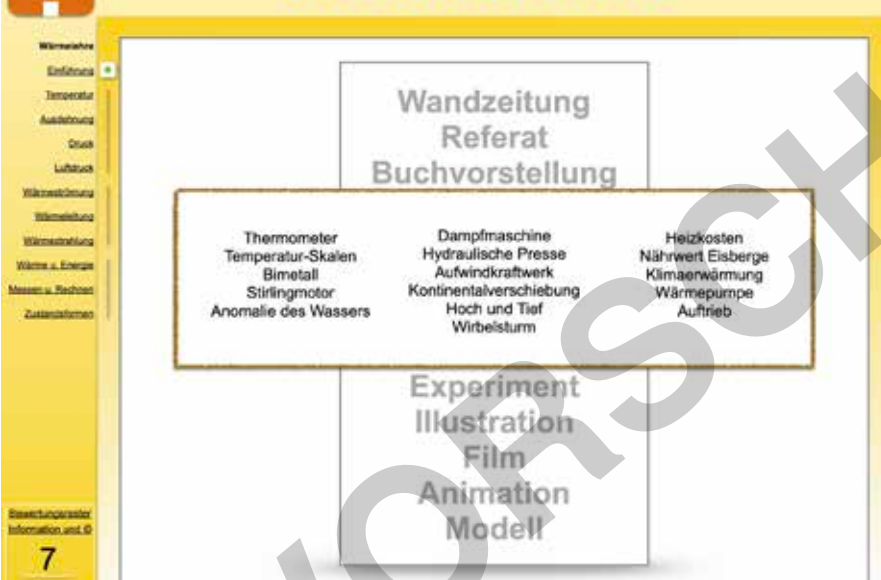 Wärmelehre
Einführung
Temperatur
Ausdehnung
Druck
Luftdruck
Wärmeströmung
Wärmeleitung
Wärmestrahlung
Wärme u. Energie
Messen u. Rechnen
Zustandsformen
Bewertungsraster
Information und ©
7
Wandzeitung
Referat
Buchvorstellung
Thermometer
Temperatur-Skalen
Bimetall
Stirlingmotor
Anomalie des Wassers
Dampfmaschine
Hydraulische Presse
Aufwindkraftwerk
Kontinentalverschiebung
Hoch und Tief
Wirbelsturm
Heizkosten
Nährwert Eisberge
Klimaerwärmung
Wärmepumpe
Auftrieb
Experiment
Illustration
Film
Animation
Modell
VORSCH